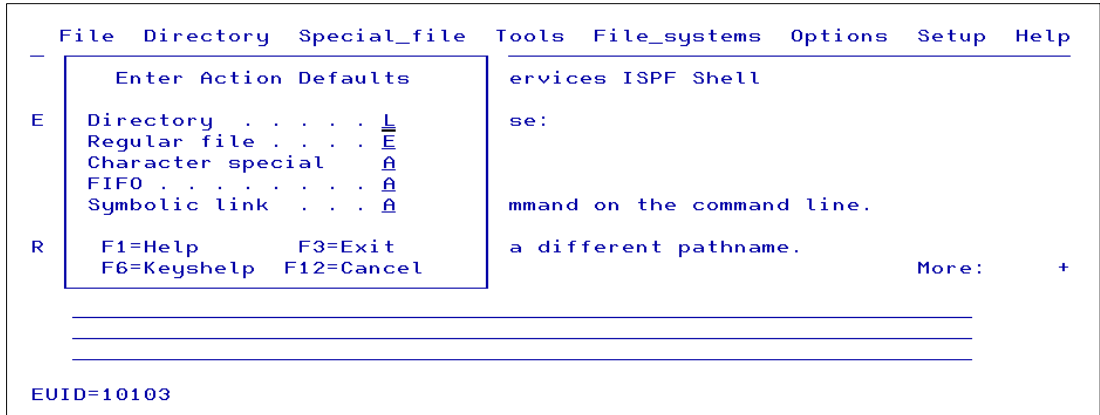 File  Directory  Special_file  Tools  File_systems  Options  Setup  Help
Enter Action Defaults  ervices ISPF Shell
E  Directory  . . . . . L  se:
Regular file . . . . E
Character special  A
FIFO . . . . . . . . A
Symbolic link  . . . A  mmand on the command line.
R  F1=Help  F3=Exit  a different pathname.
F6=Keyshelp  F12=Cancel  More:  +
EUID=10103